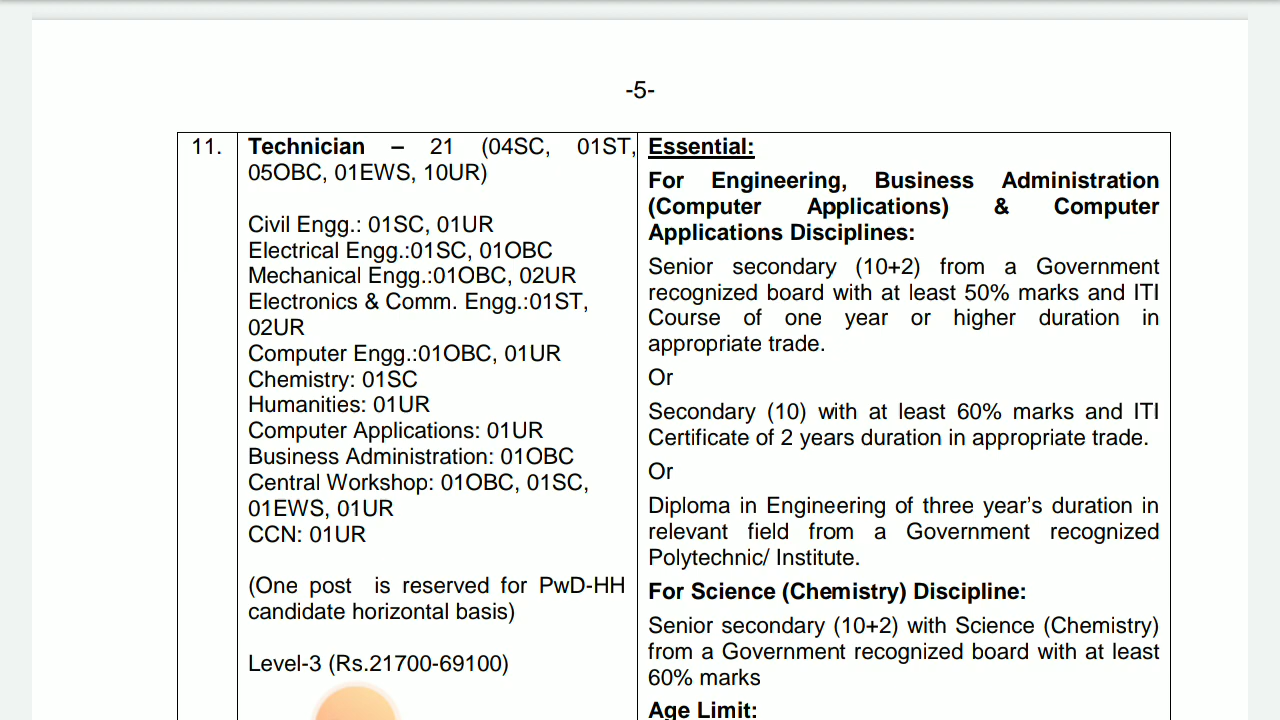 -5-
11.
Technician – 21 (04SC, 01ST,
05OBC, 01EWS, 10UR)
Civil Engg.: 01SC, 01UR
Electrical Engg.:01SC, 01OBC
Mechanical Engg.:01OBC, 02UR
Electronics & Comm. Engg.:01ST,
02UR
Computer Engg.:01OBC, 01UR
Chemistry: 01SC
Humanities: 01UR
Computer Applications: 01UR
Business Administration: 01OBC
Central Workshop: 01OBC, 01SC,
01EWS, 01UR
CCN: 01UR
(One post is reserved for PwD-HH
candidate horizontal basis)
Level-3 (Rs.21700-69100)
Essential:
For Engineering, Business Administration
(Computer Applications) & Computer
Applications Disciplines:
Senior secondary (10+2) from a Government
recognized board with at least 50% marks and ITI
Course of one year or higher duration in
appropriate trade.
Or
Secondary (10) with at least 60% marks and ITI
Certificate of 2 years duration in appropriate trade.
Or
Diploma in Engineering of three year’s duration in
relevant field from a Government recognized
Polytechnic/ Institute.
For Science (Chemistry) Discipline:
Senior secondary (10+2) with Science (Chemistry)
from a Government recognized board with at least
60% marks
Age Limit: